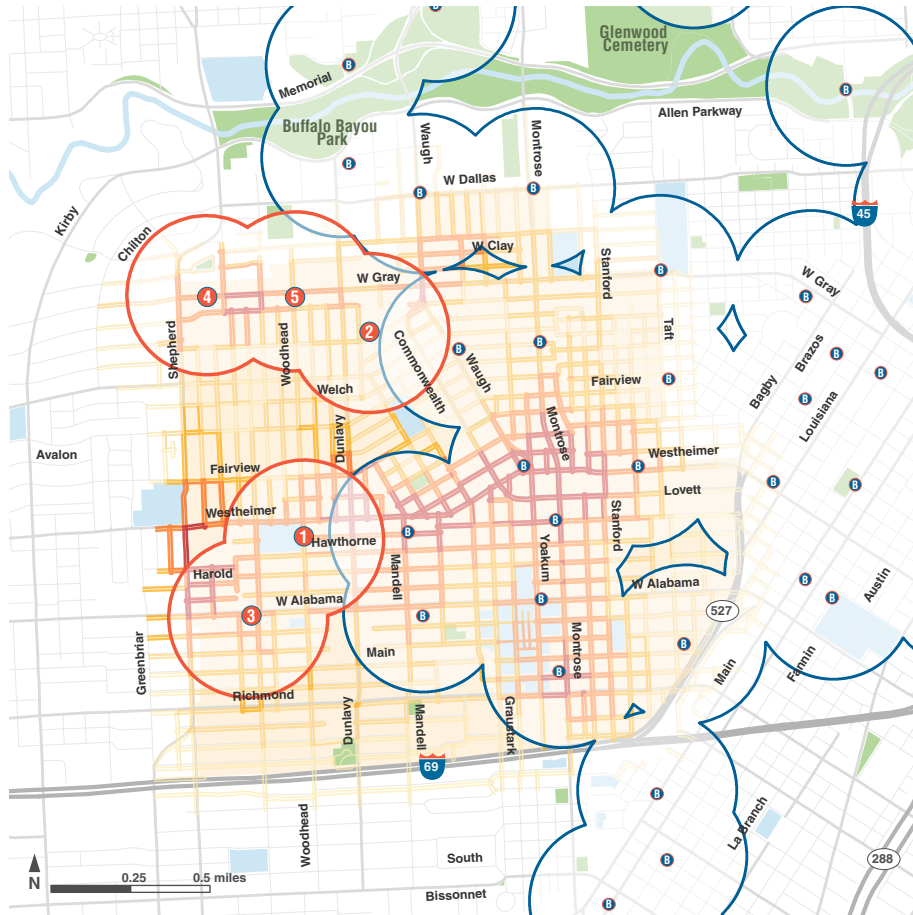 B
Glenwood
Cemetery
B
Memorial
B
Allen Parkway
Buffalo Bayou
Park
Waugh
Montrose
B
W Dallas
B
B
Kirby
45
Chilton
W Clay
Stanford
B
W Gray
W Gray
4
5
B
Shepherd
Woodhead
2
Commonwealth
Waugh
B
B
Taft
Brazos
B
B
Welch
Fairview
B
Bagby
B
Louisiana
Dunlavy
Montrose
Avalon
Westheimer
Fairview
B
B
B
B
Lovett
Westheimer
B
Stanford
1
B
Hawthorne
Yoakum
Mandell
Harold
W Alabama
B
Austin
W Alabama
B
B
527
3
B
Greenbriar
Main
Montrose
B
Main
Fannin
B
Richmond
Dunlavy
Mandell
Graustark
69
B
Woodhead
La Branch
South
B
288
N
0.25
0.5 miles
Bissonnet
B